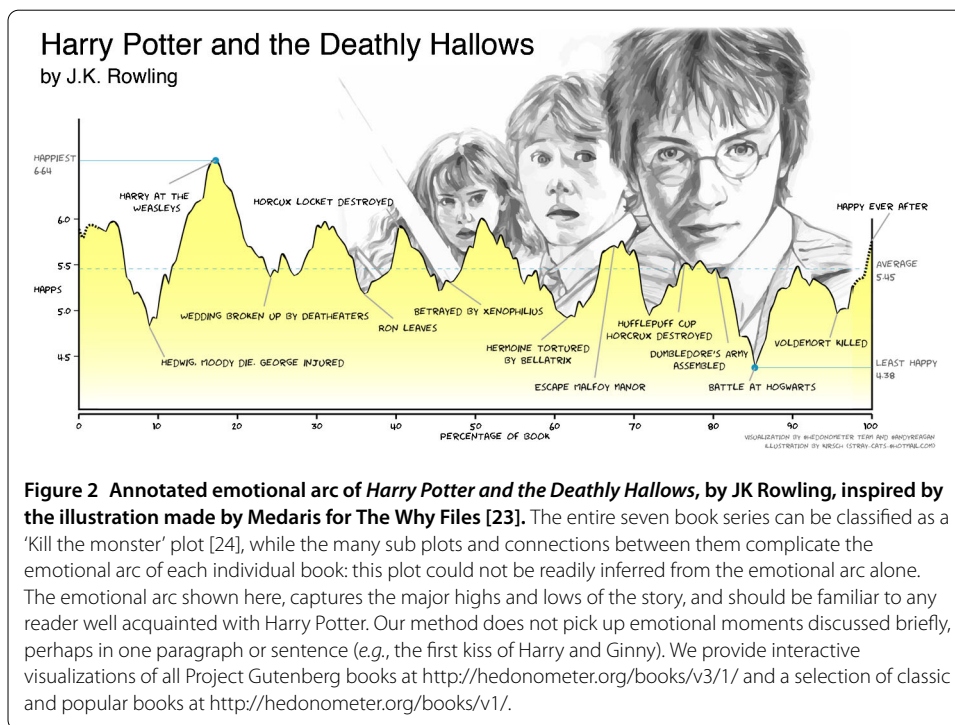 Harry Potter and the Deathly Hallows
by J.K. Rowling
HAPPIEST
6.64
HARRY AT THE
WEASLEYS
HORCUX LOCKET DESTROYED
HAPPY EVER AFTER
6.0
5.5
AVERAGE
5.45
HAPPS
5.0
WEDDING BROKEN UP BY DEATHEATERS
BETRAYED BY XENOPHILIUS
RON LEAVES
HUFFLEPUFF CUP
HORCRUX DESTROYED
HERMOINE TORTURED
BY BELLATRIX
VOLDEMORT KILLED
4.5
HEDWIG, MOODY DIE. GEORGE INJURED
DUMBLEDORE'S ARMY
ASSEMBLED
LEAST HAPPY
4.38
ESCAPE MALFOY MANOR
BATTLE AT HOGWARTS
0 10 20 30 40 50 60 70 80 90 100
PERCENTAGE OF BOOK
VISUALIZATION BY @HEDONOMETER TEAM AND @ANDYREAGAN
ILLUSTRATION BY KIRSCH (STRAY-CATS@HOTMAIL.COM)
Figure 2 Annotated emotional arc of Harry Potter and the Deathly Hallows, by JK Rowling, inspired by
the illustration made by Medaris for The Why Files [23]. The entire seven book series can be classified as a
'Kill the monster' plot [24], while the many sub plots and connections between them complicate the
emotional arc of each individual book: this plot could not be readily inferred from the emotional arc alone.
The emotional arc shown here, captures the major highs and lows of the story, and should be familiar to any
reader well acquainted with Harry Potter. Our method does not pick up emotional moments discussed briefly,
perhaps in one paragraph or sentence (e.g., the first kiss of Harry and Ginny). We provide interactive
visualizations of all Project Gutenberg books at http://hedonometer.org/books/v3/1/ and a selection of classic
and popular books at http://hedonometer.org/books/v1/.